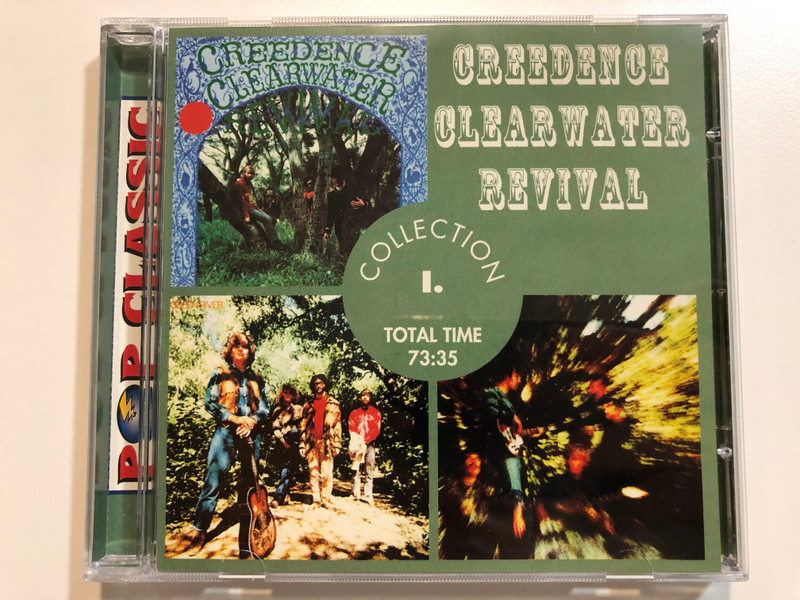 POP CLASSIC
CREEDENCE
CLEARWATER
REVIVAL
CREEDENCE
CLEARWATER
REVIVAL
COLLECTION
I.
TOTAL TIME
73:35